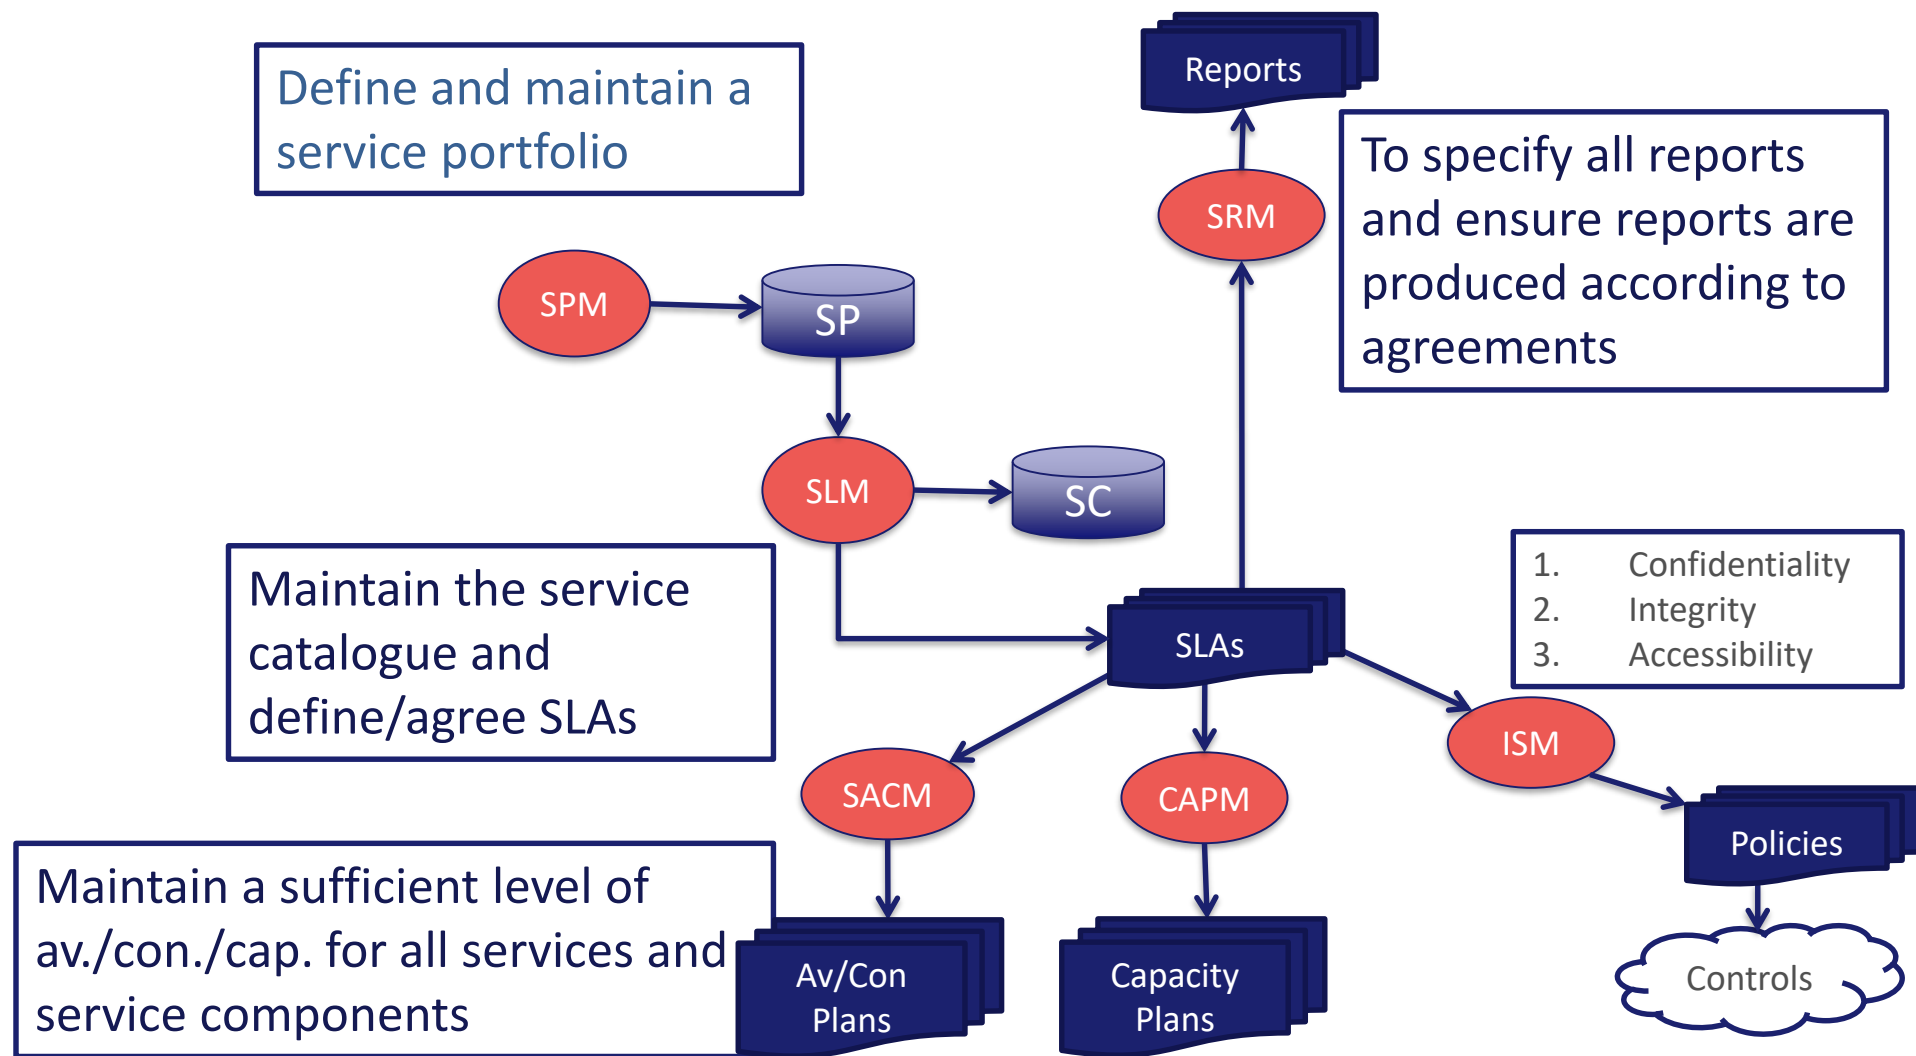 Reports
Define and maintain a
service portfolio
To specify all reports
and ensure reports are
produced according to
agreements
SRM
SPM
SP
SLM
SC
Maintain the service
catalogue and
define/agree SLAs
1. Confidentiality
2. Integrity
3. Accessibility
SLAs
ISM
SACM
CAPM
Policies
Maintain a sufficient level of
av./con./cap. for all services and
service components
Av/Con
Plans
Capacity
Plans
Controls